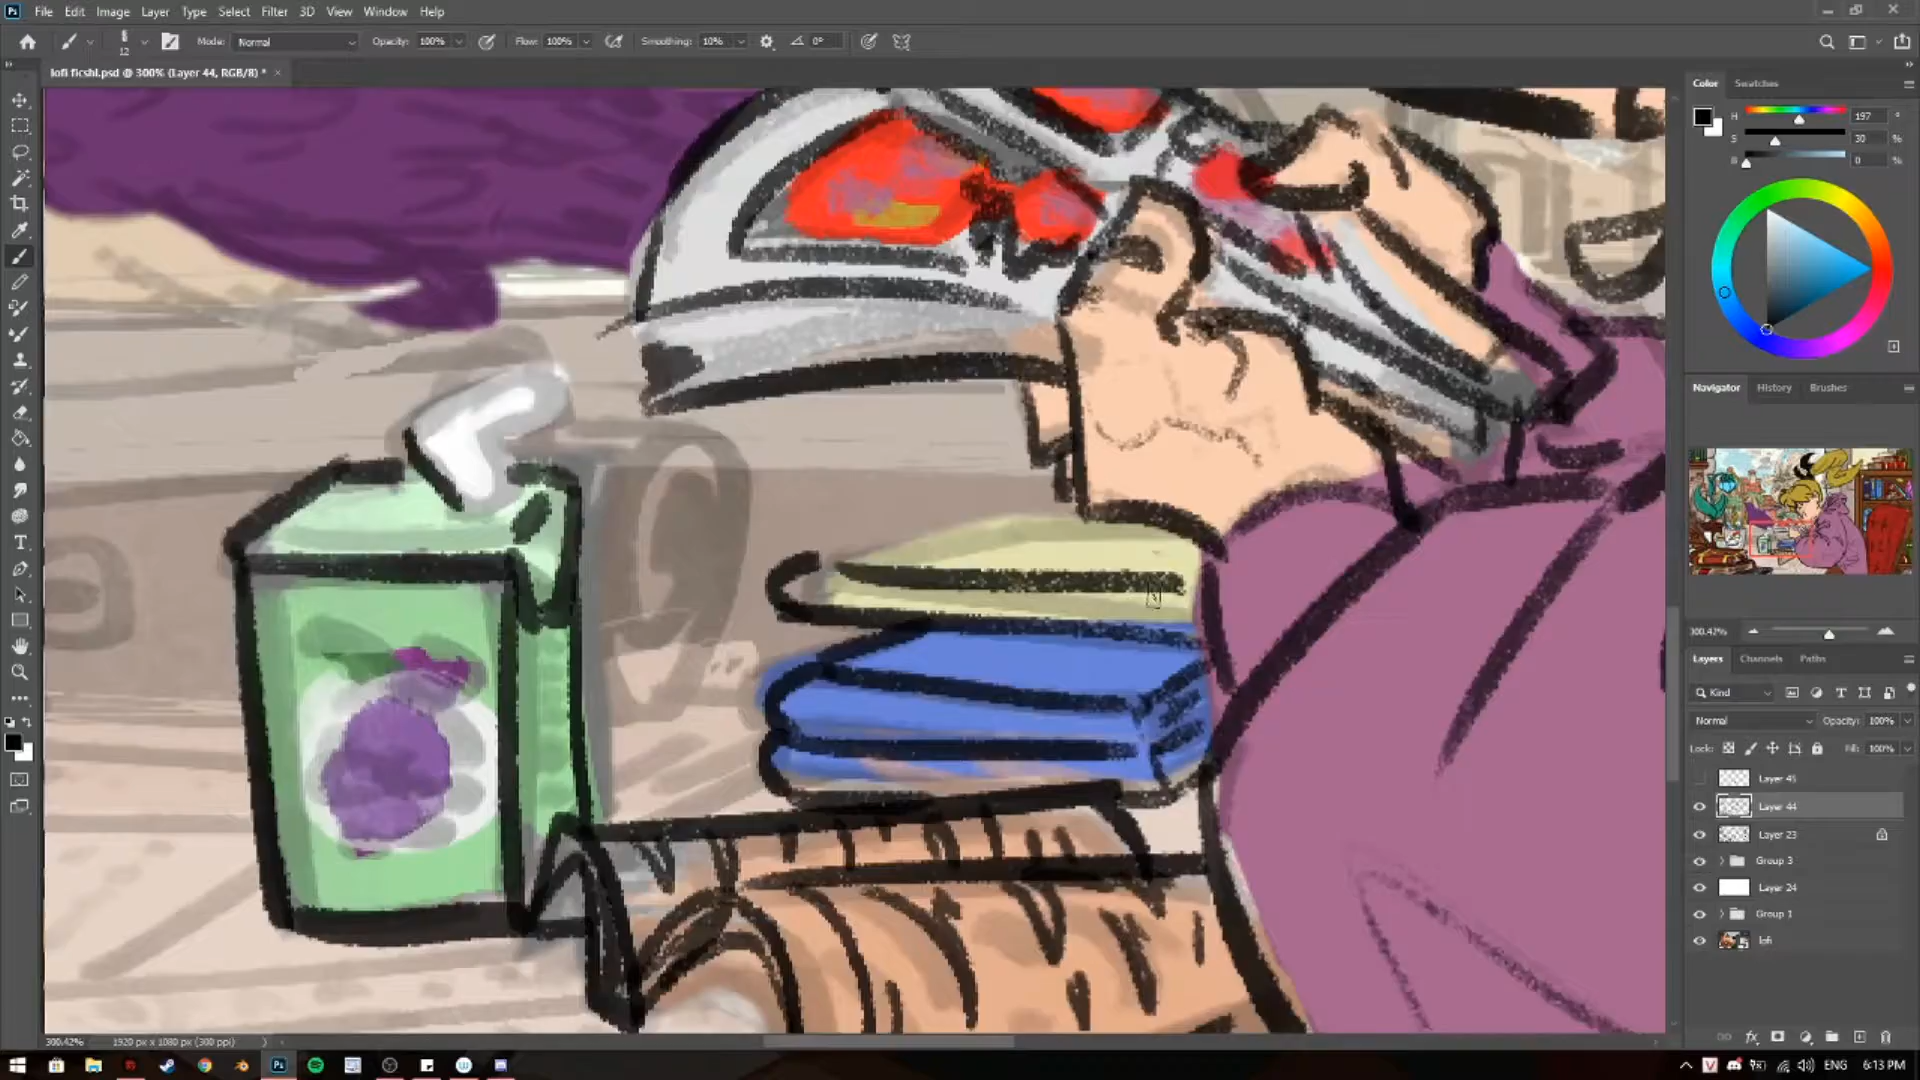 File Edit Image Layer Type Select Filter 3D View Window Help
12 Mode: Normal Opacity: 100% Flow: 100% Smoothing: 10% 0°
lofi ficshl.psd @ 300% (Layer 44, RGB/8) *
Color Swatches
H 197 °
S 30 %
B 0 %
Navigator History Brushes
300.42%
Layers Channels Paths
Kind
Normal Opacity: 100%
Lock: Fill: 100%
Layer 45
Layer 44
Layer 23
Group 3
Layer 24
Group 1
lofi
300.42% 1920 px x 1080 px (300 ppi)
ENG 6:13 PM